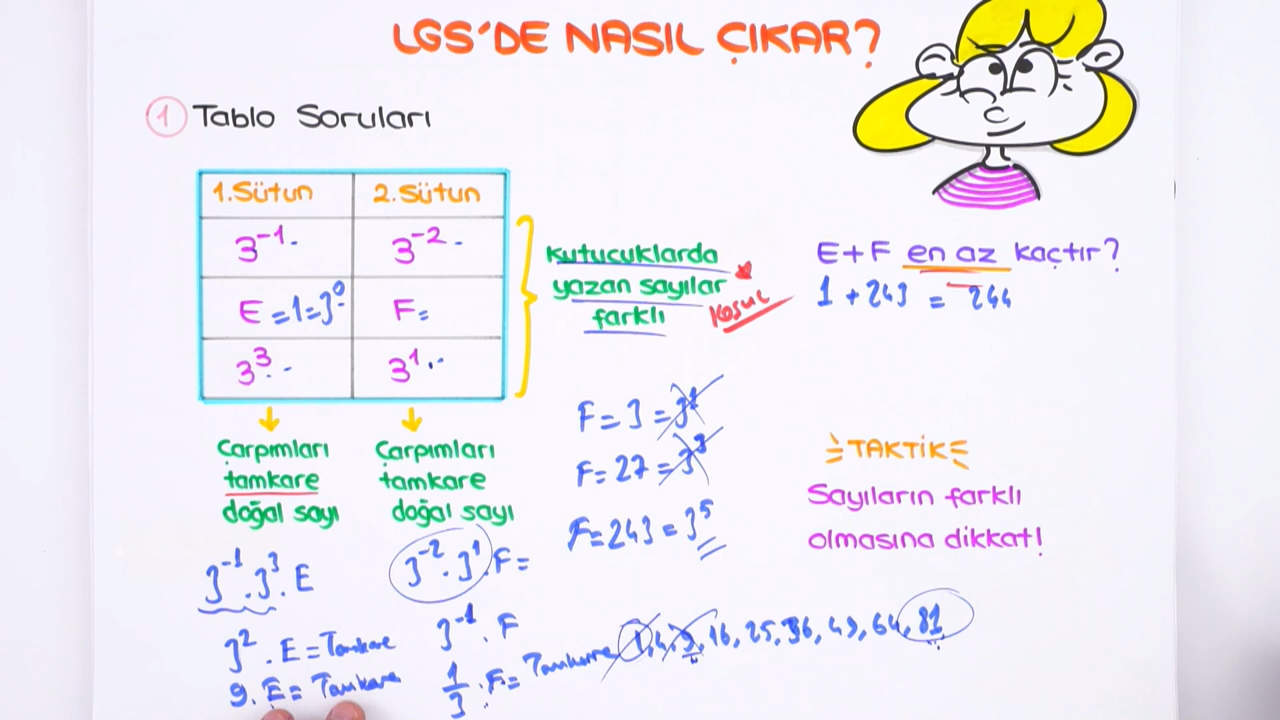 LGS'DE NASIL ÇIKAR?
1 Tablo Soruları
1.Sütun 2.Sütun
3⁻¹. 3⁻².
E=1=3⁰ F=
3³ 3¹
Kutucuklarda
yazan sayılar
farklı
Koşul
E+F en az kaçtır?
1 + 243 = 244
Çarpımları
tamkare
doğal sayı
Çarpımları
tamkare
doğal sayı
F = 3 = 3¹
F = 27 = 3³
F = 243 = 3⁵
TAKTİK
Sayıların farklı
olmasına dikkat!
3⁻¹.3³.E
3².E=Tamkare
9.E=Tamkare
3⁻².3¹.F=
3⁻¹.F
1/3.F=Tamkare 1,4,9,16,25,36,49,64,81